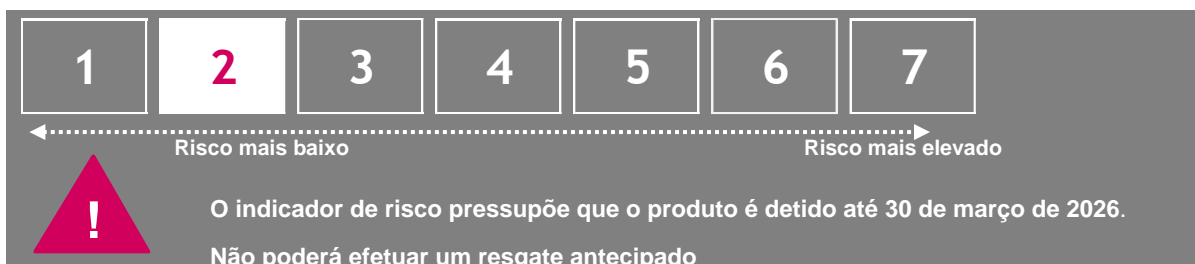 1 2 3 4 5 6 7
Risco mais baixo Risco mais elevado
! O indicador de risco pressupõe que o produto é detido até 30 de março de 2026.
Não poderá efetuar um resgate antecipado